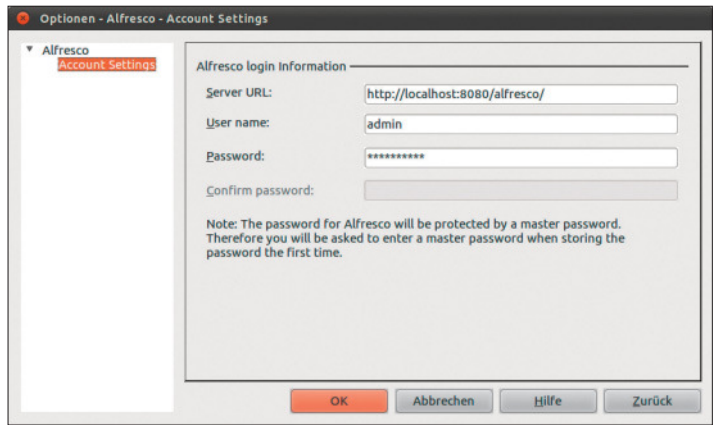 Optionen - Alfresco - Account Settings
Alfresco
Account Settings
Alfresco login Information
Server URL:
http://localhost:8080/alfresco/
User name:
admin
Password:
**********
Confirm password:
Note: The password for Alfresco will be protected by a master password.
Therefore you will be asked to enter a master password when storing the
password the first time.
OK
Abbrechen
Hilfe
Zurück